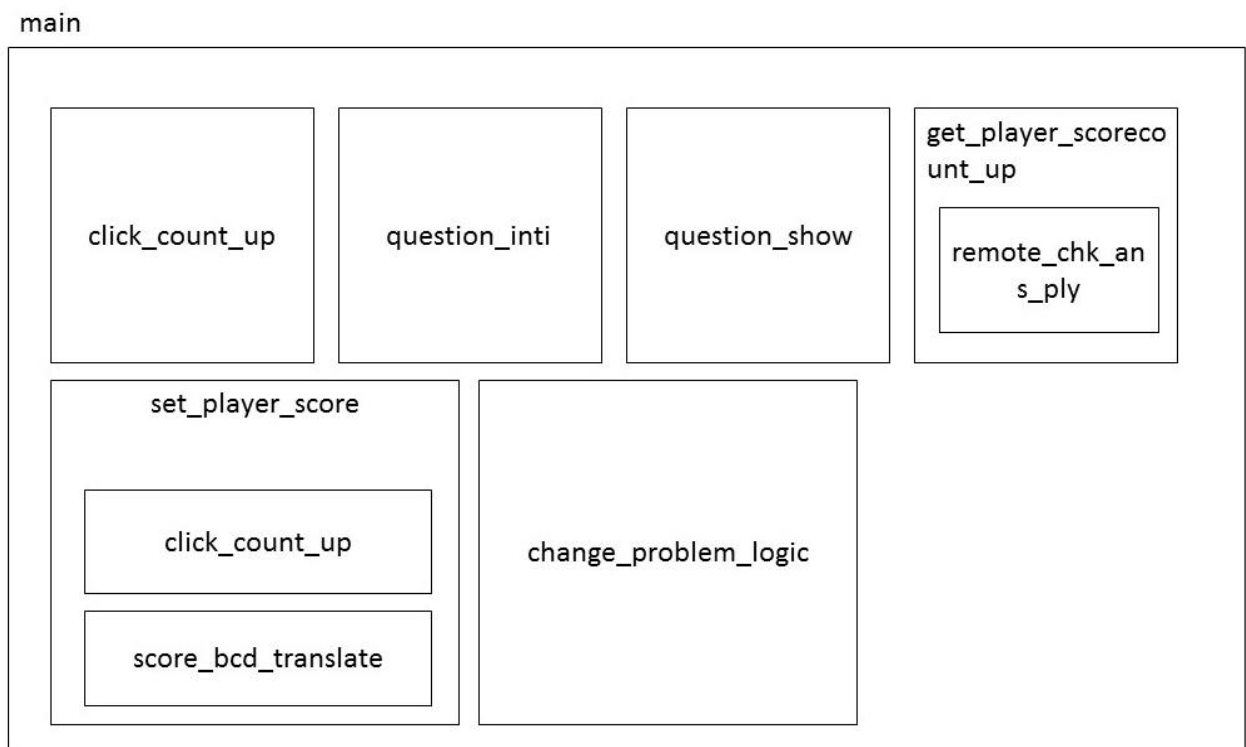 main
click_count_up
question_inti
question_show
get_player_scoreco
unt_up
remote_chk_an
s_ply
set_player_score
click_count_up
score_bcd_translate
change_problem_logic